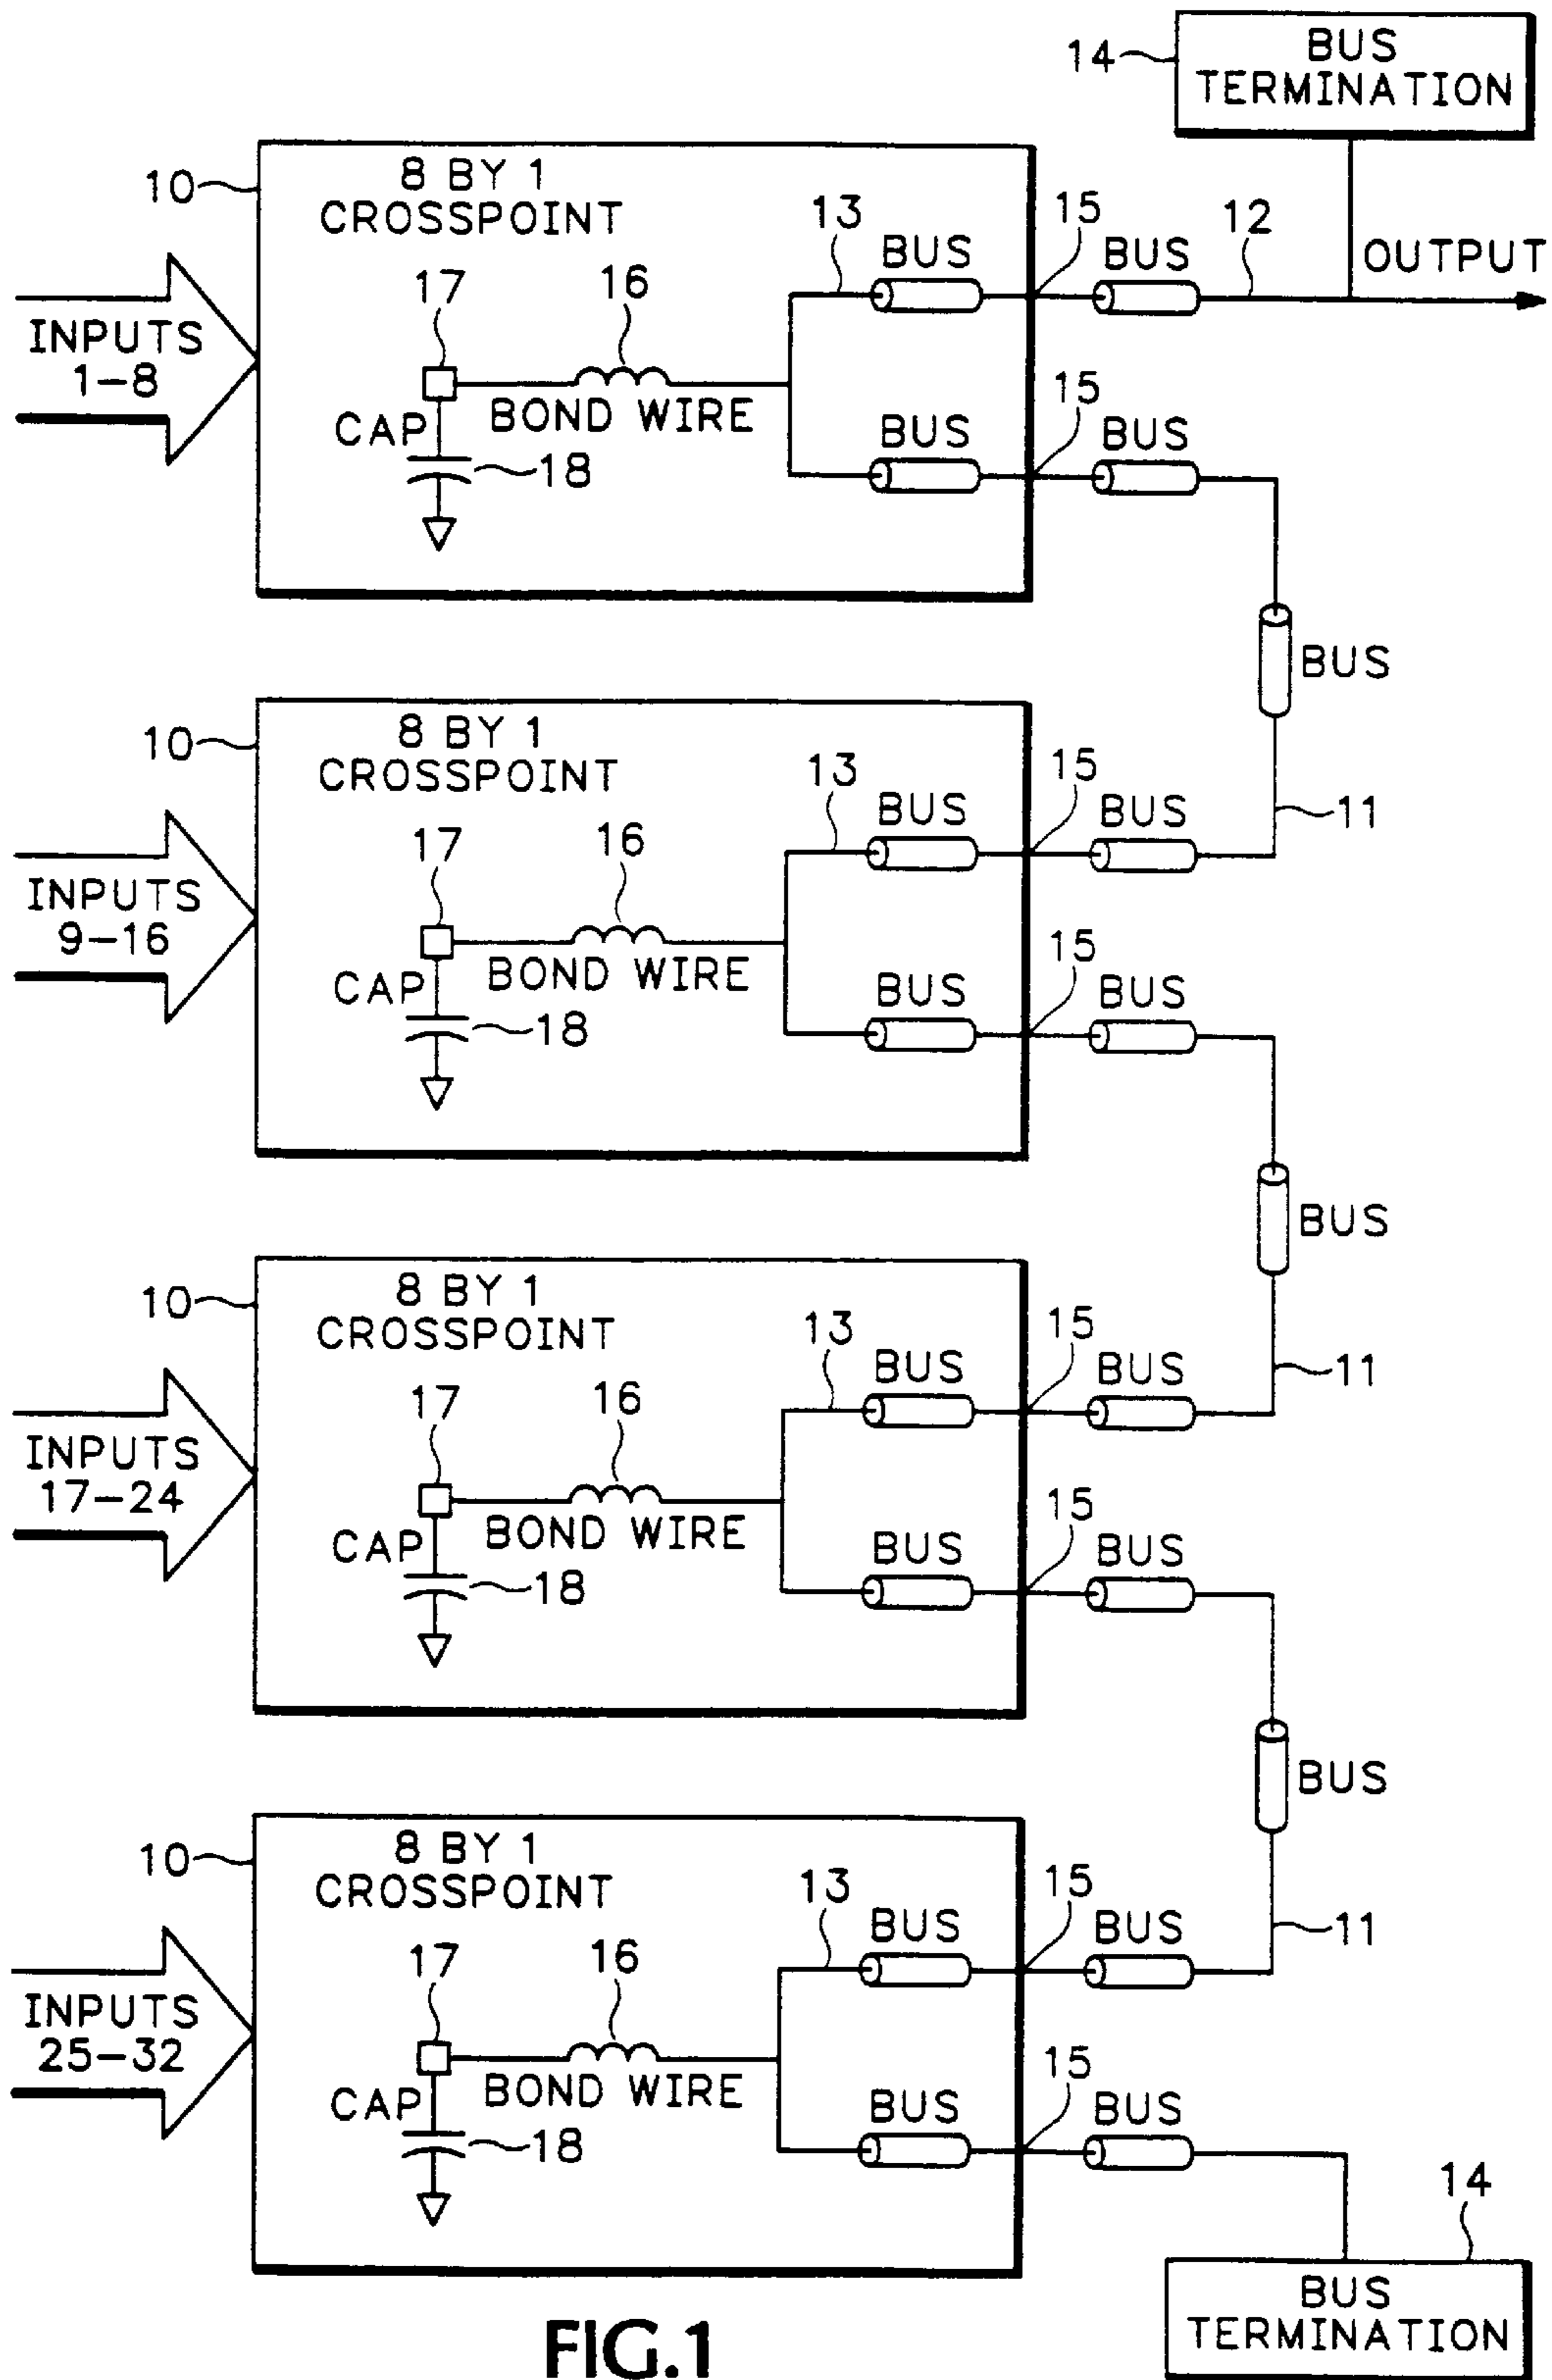 14
BUS
TERMINATION
10
8 BY 1
CROSSPOINT
13
15
12
BUS
BUS
OUTPUT
17
16
INPUTS
1-8
15
CAP
BOND WIRE
BUS
BUS
18
BUS
10
8 BY 1
CROSSPOINT
13
15
BUS
BUS
11
17
16
INPUTS
9-16
15
CAP
BOND WIRE
BUS
BUS
18
BUS
10
8 BY 1
CROSSPOINT
13
15
BUS
BUS
11
17
16
INPUTS
17-24
15
CAP
BOND WIRE
BUS
BUS
18
BUS
10
8 BY 1
CROSSPOINT
13
15
BUS
BUS
11
17
16
INPUTS
25-32
15
CAP
BOND WIRE
BUS
BUS
18
14
BUS
TERMINATION
FIG.1